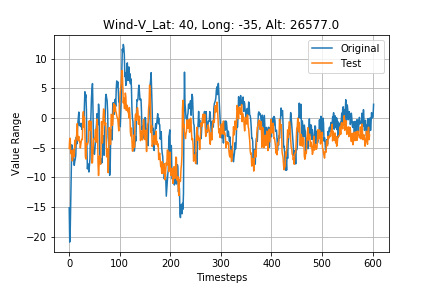 Wind-V_Lat: 40, Long: -35, Alt: 26577.0
Original
Test
Value Range
10
5
0
−5
−10
−15
−20
0 100 200 300 400 500 600
Timesteps